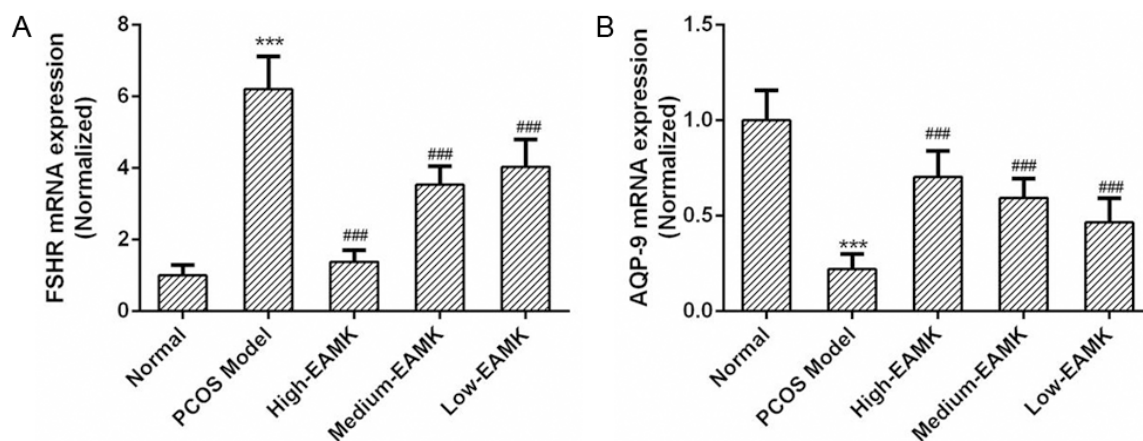 A
FSHR mRNA expression
(Normalized)
8
6
4
2
0
***
###
###
###
Normal
PCOS Model
High-EAMK
Medium-EAMK
Low-EAMK
B
AQP-9 mRNA expression
(Normalized)
1.5
1.0
0.5
0.0
***
###
###
###
Normal
PCOS Model
High-EAMK
Medium-EAMK
Low-EAMK